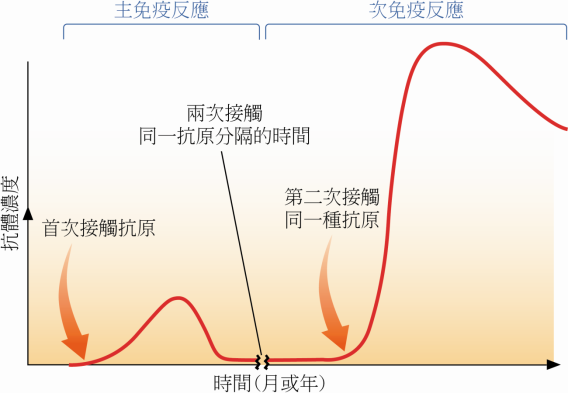 主免疫反應
次免疫反應
兩次接觸
同一抗原分隔的時間
第二次接觸
同一種抗原
首次接觸抗原
抗體濃度
時間(月或年)